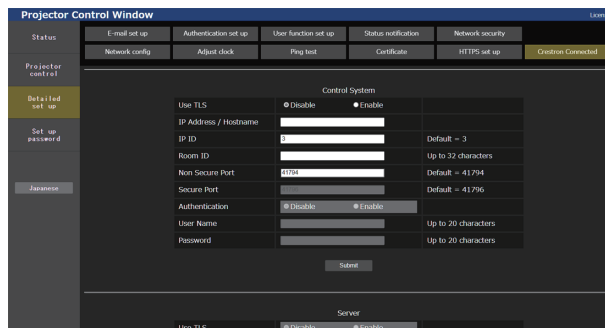 Projector Control Window
Licen
Status
E-mail set up
Authentication set up
User function set up
Status notification
Network security
Network config
Adjust clock
Ping test
Certificate
HTTPS set up
Crestron Connected
Projector
control
Detailed
set up
Set up
password
Japanese
Control System
Use TLS Disable Enable
IP Address / Hostname
IP ID 3 Default = 3
Room ID Up to 32 characters
Non Secure Port 41794 Default = 41794
Secure Port 41796 Default = 41796
Authentication Disable Enable
User Name Up to 20 characters
Password Up to 20 characters
Submit
Server
Use TLS Disable Enable